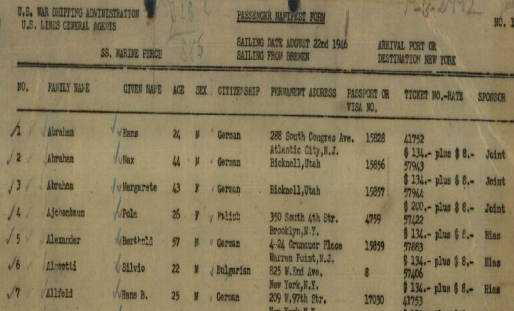 U.S. WAR SHIPPING ADMINISTRATION
U.S. LINES GENERAL AGENTS
PASSENGER MANIFEST FORM
NO. 1
SS. MARINE PERCH
SAILING DATE AUGUST 22nd 1946
SAILING FROM BREMEN
ARRIVAL PORT OR
DESTINATION NEW YORK
NO. FAMILY NAME GIVEN NAME AGE SEX CITIZENSHIP PERMANENT ADDRESS PASSPORT OR VISA NO. TICKET NO.-RATE SPONSOR
1 Abraham Hans 24 M German 288 South Congres Ave. 15828 41752
Atlantic City,N.J. $ 134.- plus $ 8.- Joint
2 Abraham Max 44 M German Bicknell,Utah 15856 57943
$ 134.- plus $ 8.- Joint
3 Abraham Margarete 43 F German Bicknell,Utah 15857 57944
$ 200.- plus $ 8.- Joint
4 Pola 26 F Polish 350 South 4th Str. 4759 57422
Brooklyn,N.Y. $ 134.- plus $ 8.- Hias
5 Alexander Berthold 57 M German 4-24 Place 15859 57883
Warren Point,N.J. $ 134.- plus $ 8.- Hias
6 Silvio 22 M Bulgarian 825 W.End Ave. 8 57406
New York,N.Y. $ 134.- plus $ 8.- Hias
7 Allfeld Hans B. 25 M German 209 W.97th Str. 17030 41753